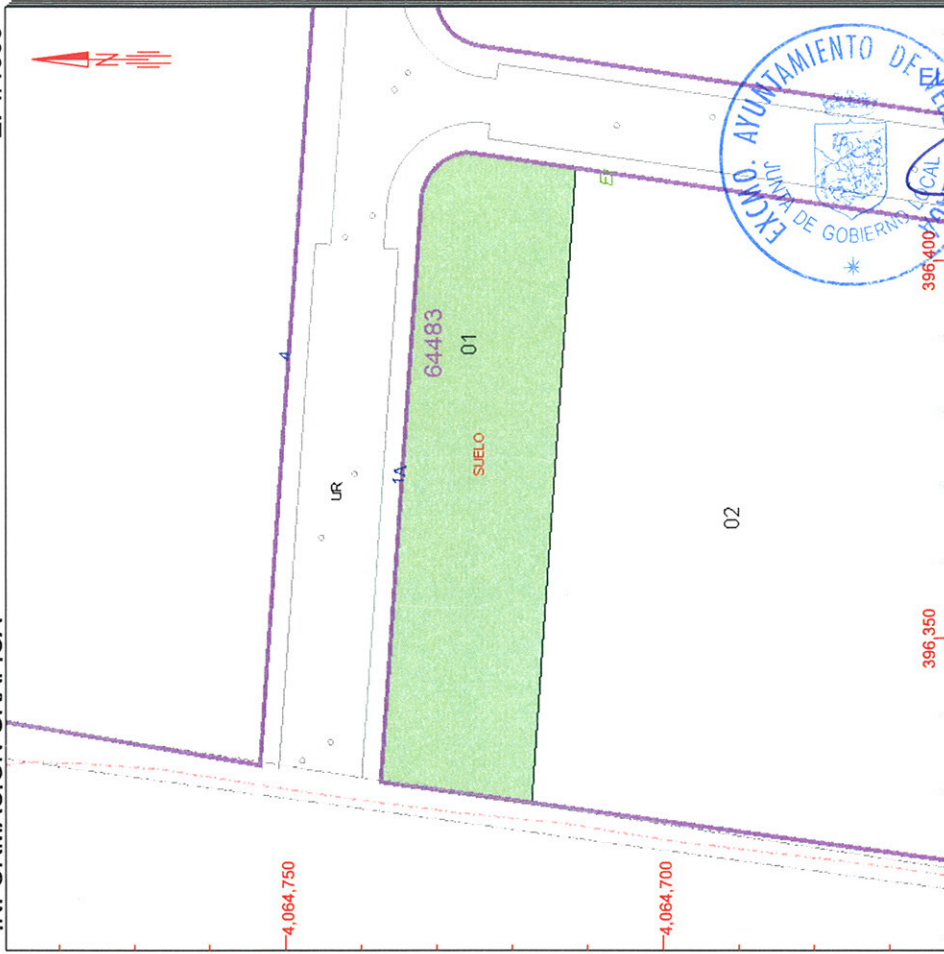 N
4
UR
1A
64483
01
SUELO
02
4,064,750
4,064,700
396,350
396,400
EXCMO. AYUNTAMIENTO DE
JUNTA DE GOBIERNO LOCAL